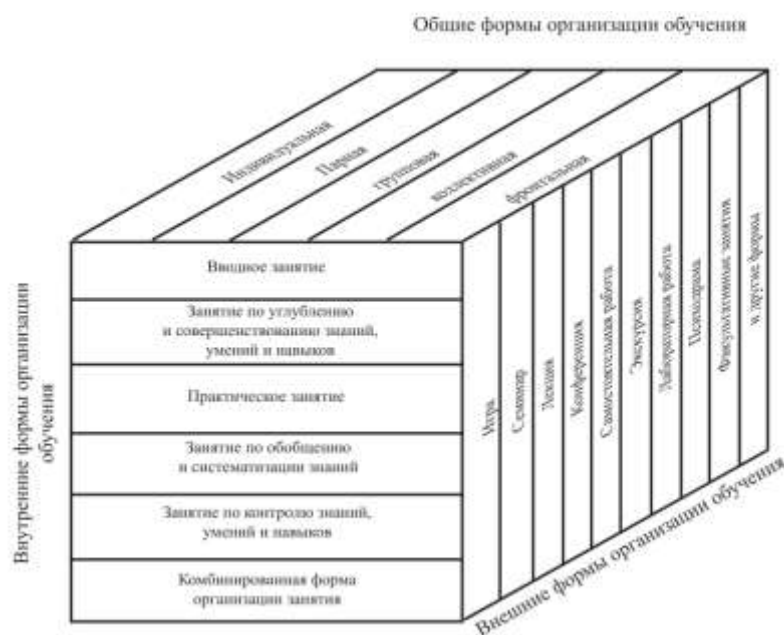 Общие формы организации обучения
Индивидуальная
Парная
групповая
коллективная
фронтальная
Внутренние формы организации
обучения
Вводное занятие
Занятие по углублению
и совершенствованию знаний,
умений и навыков
Практическое занятие
Занятие по обобщению
и систематизации знаний
Занятие по контролю знаний,
умений и навыков
Комбинированная форма
организации занятия
Игра
Семинар
Лекция
Конференция
Самостоятельная работа
Экскурсия
Лабораторная работа
Психодрама
Факультативные занятия
и другие формы
Внешние формы организации обучения